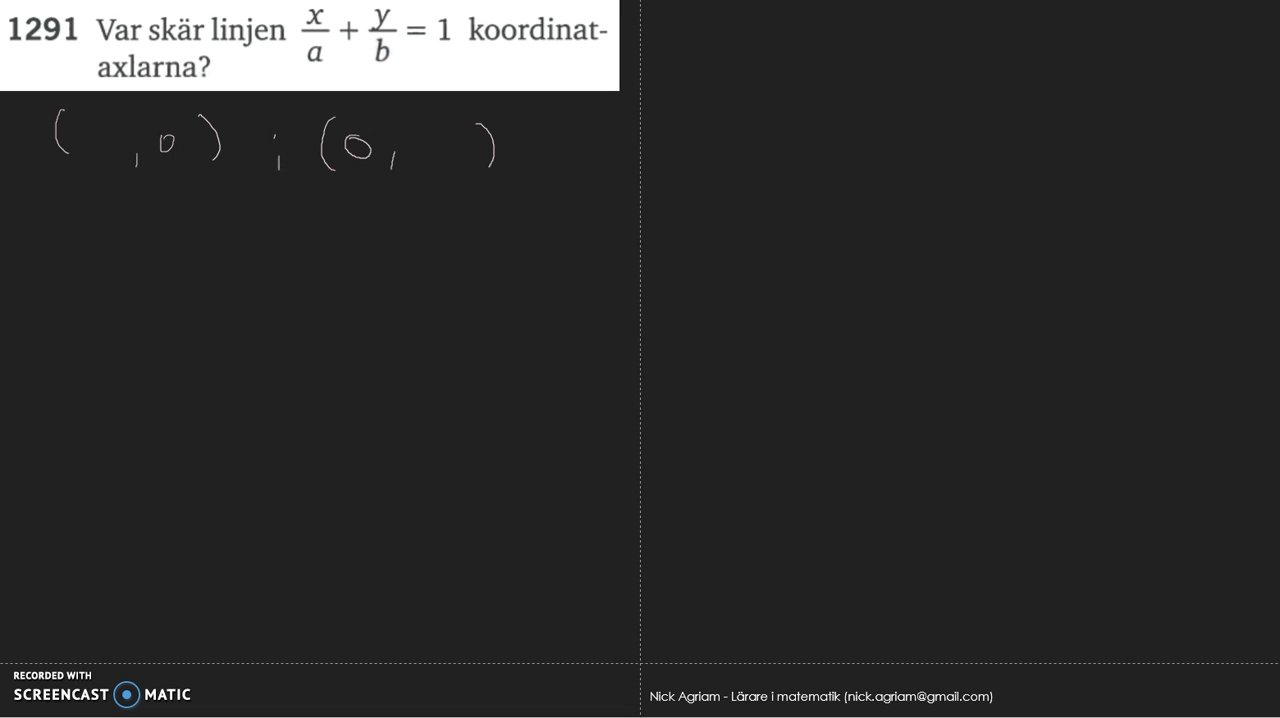 1291 Var skär linjen x/a + y/b = 1 koordinat-
axlarna?
( , 0 ) ; ( 0, )
RECORDED WITH
SCREENCAST MATIC
Nick Agriam - Lärare i matematik (nick.agriam@gmail.com)